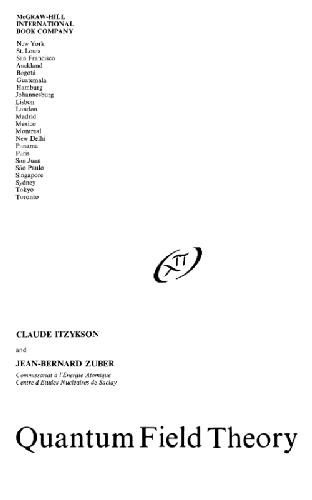 McGRAW-HILL
INTERNATIONAL
BOOK COMPANY
New York
St. Louis
San Francisco
Auckland
Bogotá
Guatemala
Hamburg
Johannesburg
Lisbon
London
Madrid
Mexico
Montreal
New Delhi
Panama
Paris
San Juan
São Paulo
Singapore
Sydney
Tokyo
Toronto
CLAUDE ITZYKSON
and
JEAN-BERNARD ZUBER
Commissariat à l'Energie Atomique
Centre d'Etudes Nucléaires de Saclay
Quantum Field Theory